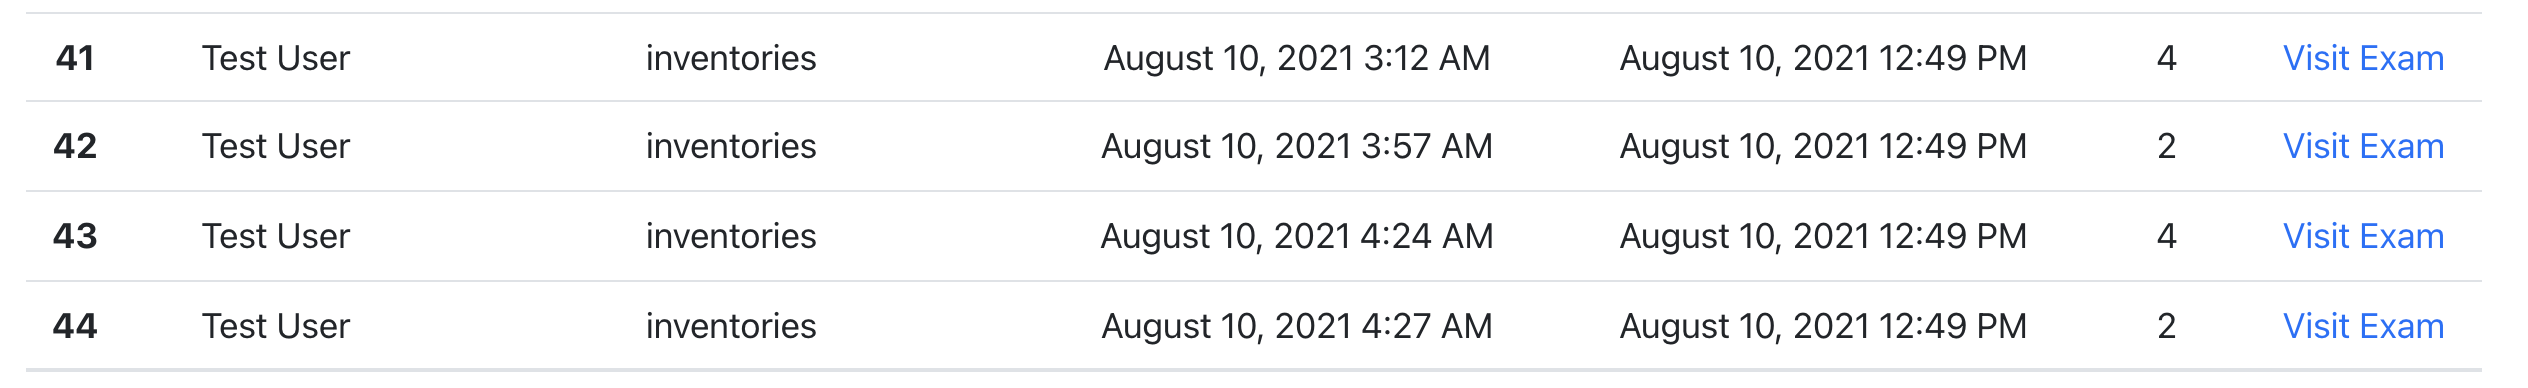 41 Test User inventories August 10, 2021 3:12 AM August 10, 2021 12:49 PM 4 Visit Exam
42 Test User inventories August 10, 2021 3:57 AM August 10, 2021 12:49 PM 2 Visit Exam
43 Test User inventories August 10, 2021 4:24 AM August 10, 2021 12:49 PM 4 Visit Exam
44 Test User inventories August 10, 2021 4:27 AM August 10, 2021 12:49 PM 2 Visit Exam